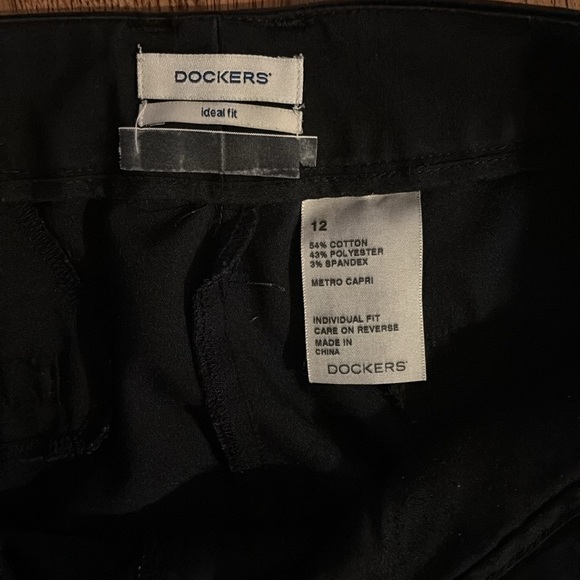 DOCKERS®
ideal fit
12
54% COTTON
43% POLYESTER
3% SPANDEX
METRO CAPRI
INDIVIDUAL FIT
CARE ON REVERSE
MADE IN
CHINA
DOCKERS®